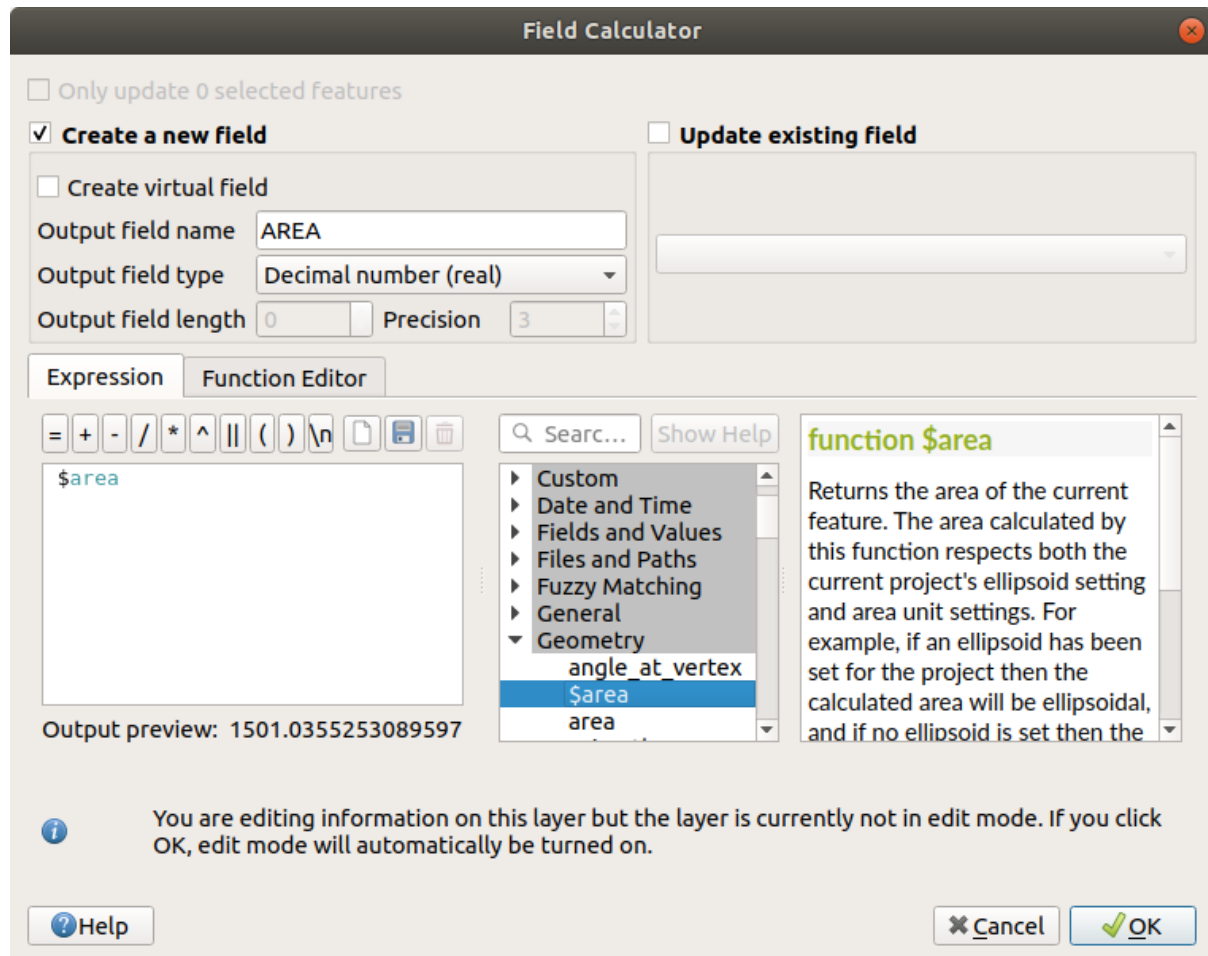 Field Calculator
Only update 0 selected features
Create a new field
Update existing field
Create virtual field
Output field name AREA
Output field type Decimal number (real)
Output field length 0 Precision 3
Expression Function Editor
= + - / * ^ || ( ) \n
Searc... Show Help
$area
Output preview: 1501.0355253089597
Custom
Date and Time
Fields and Values
Files and Paths
Fuzzy Matching
General
Geometry
angle_at_vertex
$area
area
function $area
Returns the area of the current
feature. The area calculated by
this function respects both the
current project's ellipsoid setting
and area unit settings. For
example, if an ellipsoid has been
set for the project then the
calculated area will be ellipsoidal,
and if no ellipsoid is set then the
You are editing information on this layer but the layer is currently not in edit mode. If you click
OK, edit mode will automatically be turned on.
Help
Cancel
OK